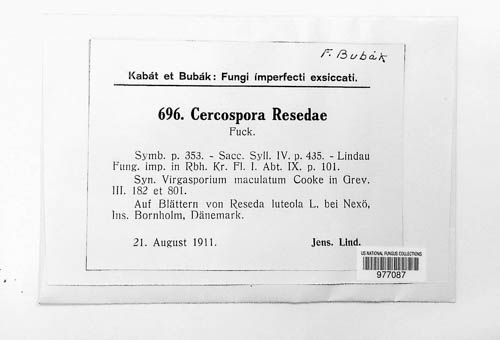 F. Bubák
Kabát et Bubák: Fungi imperfecti exsiccati.
696. Cercospora Resedae
Fuck.
Symb. p. 353. - Sacc. Syll. IV. p. 435. - Lindau
Fung. imp. in Rbh. Kr. Fl. I. Abt. IX. p. 101.
Syn. Virgasporium maculatum Cooke in Grev.
III. 182 et 801.
Auf Blättern von Reseda luteola L. bei Nexö,
Ins. Bornholm, Dänemark.
21. August 1911. Jens. Lind.
US NATIONAL FUNGUS COLLECTIONS
977087